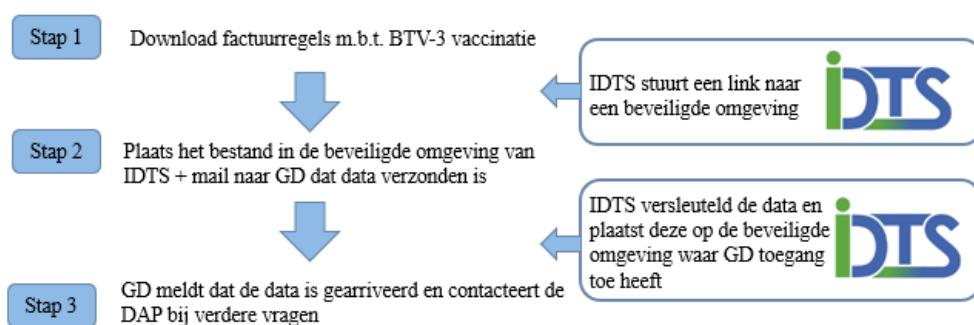 Stap 1
Download factuurregels m.b.t. BTV-3 vaccinatie
IDTS stuurt een link naar
een beveiligde omgeving
iDTS
Stap 2
Plaats het bestand in de beveiligde omgeving van
IDTS + mail naar GD dat data verzonden is
IDTS versleuteld de data en
plaatst deze op de beveiligde
omgeving waar GD toegang
toe heeft
iDTS
Stap 3
GD meldt dat de data is gearriveerd en contacteert de
DAP bij verdere vragen